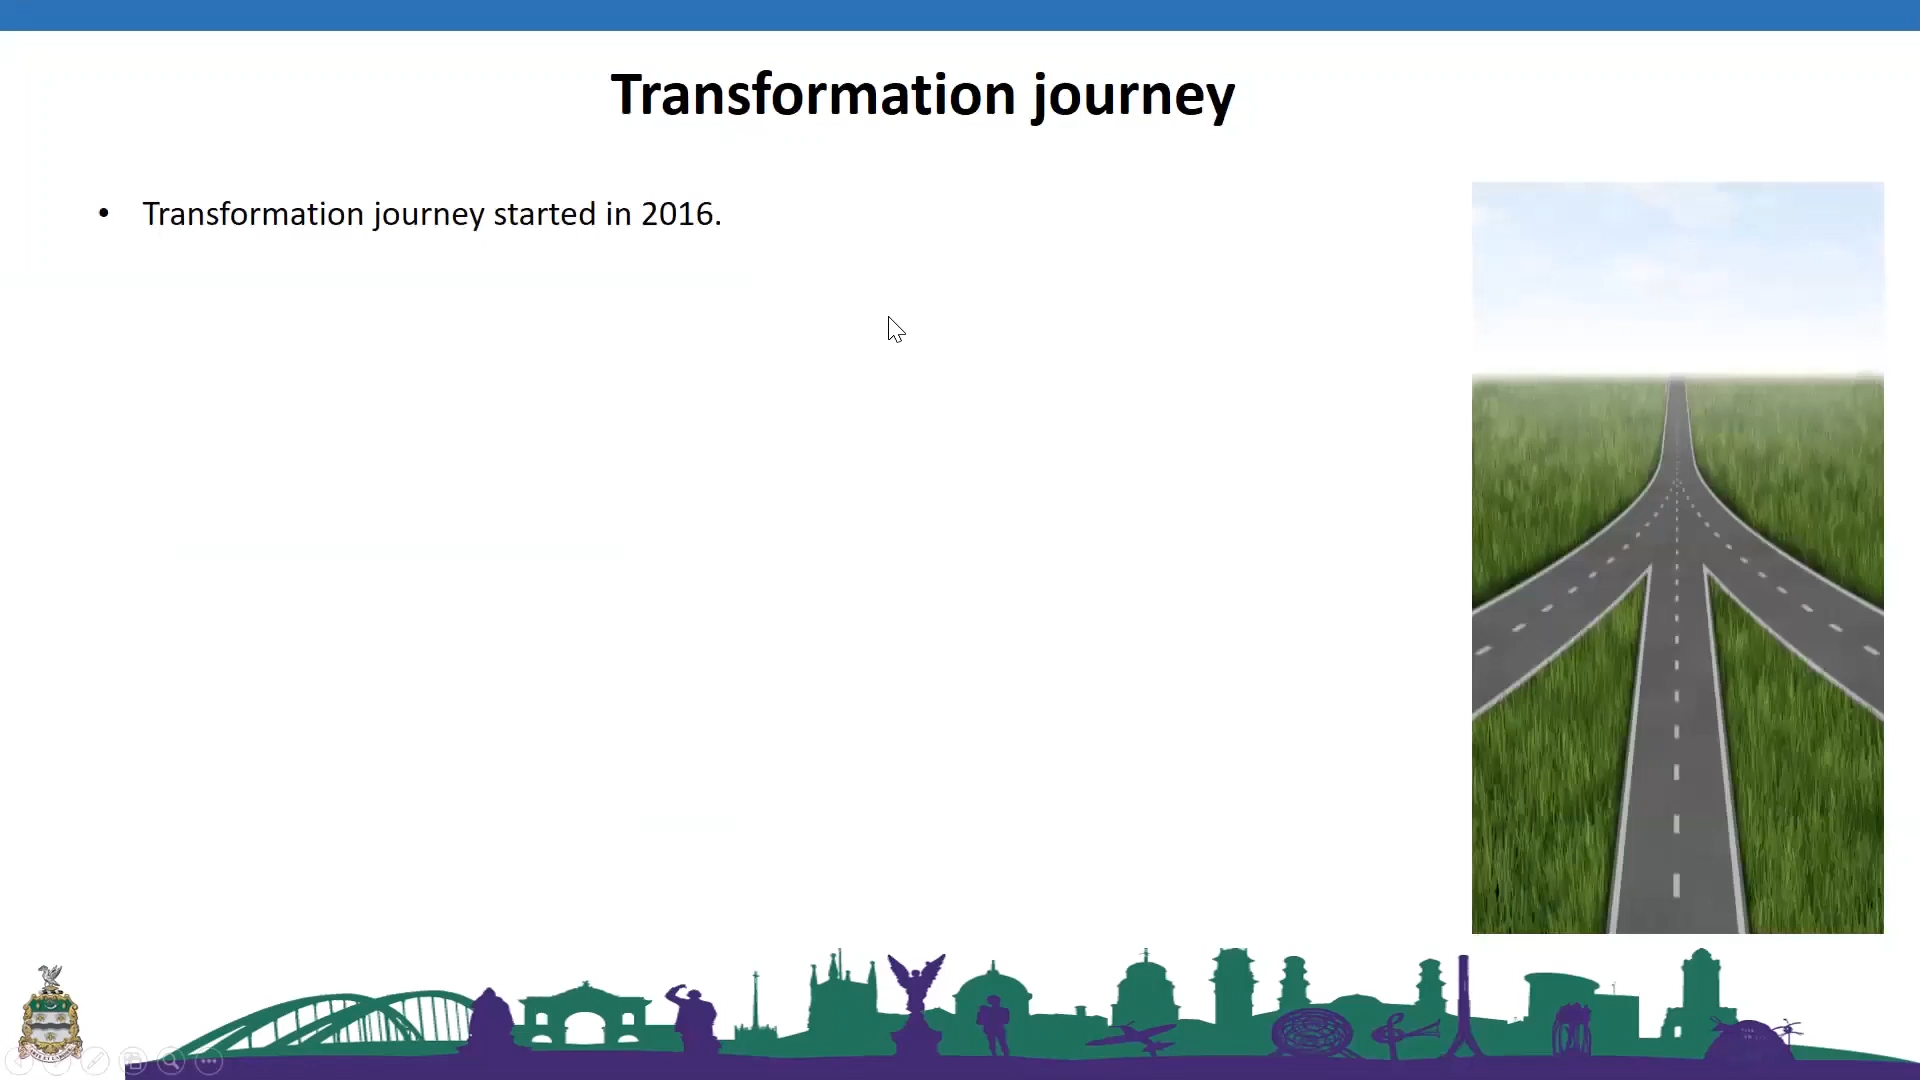 Transformation journey
• Transformation journey started in 2016.